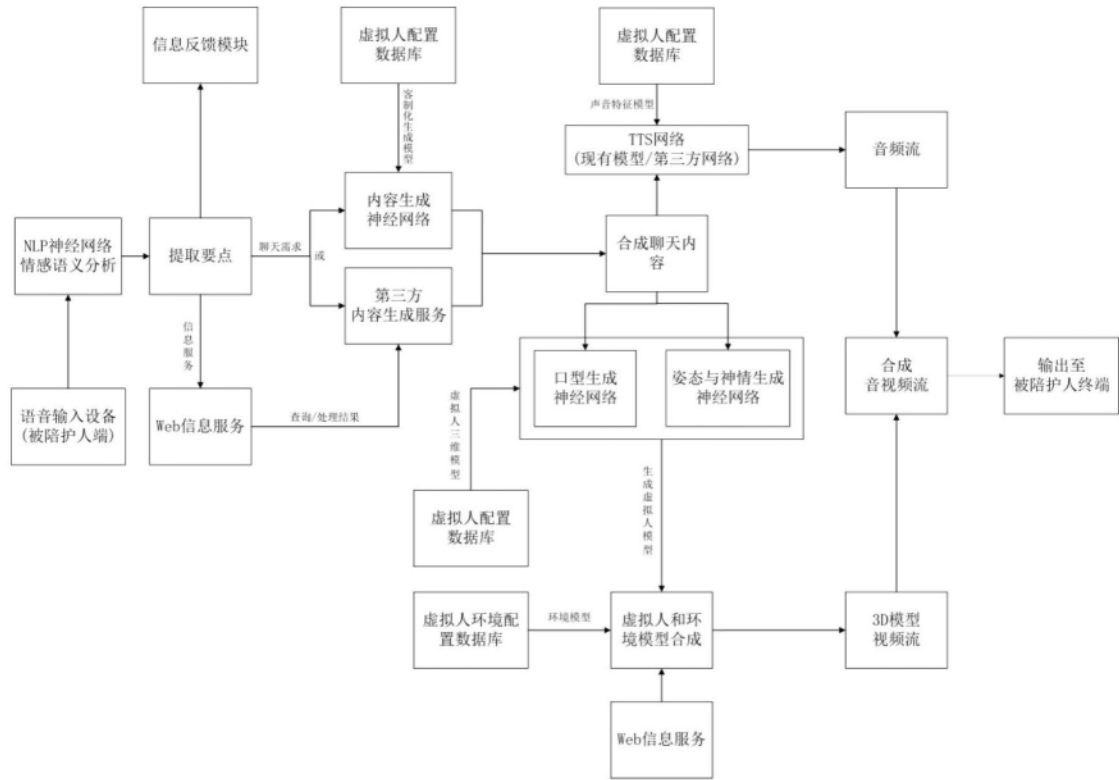 信息反馈模块
虚拟人配置
数据库
虚拟人配置
数据库
客制化生成模型
声音特征模型
TTS网络
(现有模型/第三方网络)
音频流
内容生成
神经网络
NLP神经网络
情感语义分析
提取要点
聊天需求
或
合成聊天内
容
第三方
内容生成服务
信息服务
口型生成
神经网络
姿态与神情生成
神经网络
合成
音视频流
输出至
被陪护人终端
语音输入设备
(被陪护人端)
Web信息服务
查询/处理结果
虚拟人三维模型
生成虚拟人模型
虚拟人配置
数据库
虚拟人环境配
置数据库
环境模型
虚拟人和环
境模型合成
3D模型
视频流
Web信息服务